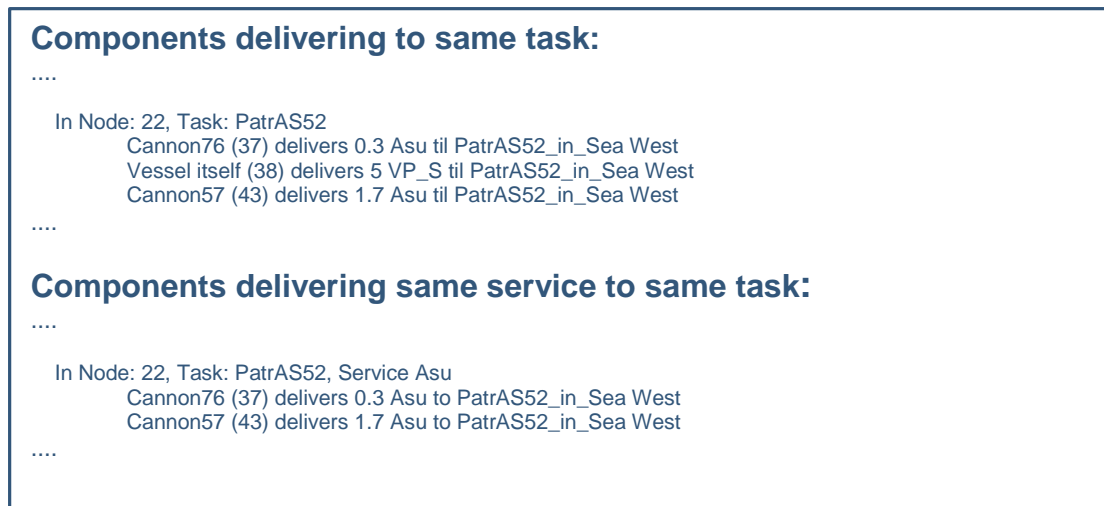 Components delivering to same task:
....
In Node: 22, Task: PatrAS52
Cannon76 (37) delivers 0.3 Asu til PatrAS52_in_Sea West
Vessel itself (38) delivers 5 VP_S til PatrAS52_in_Sea West
Cannon57 (43) delivers 1.7 Asu til PatrAS52_in_Sea West
....
Components delivering same service to same task:
....
In Node: 22, Task: PatrAS52, Service Asu
Cannon76 (37) delivers 0.3 Asu to PatrAS52_in_Sea West
Cannon57 (43) delivers 1.7 Asu to PatrAS52_in_Sea West
....